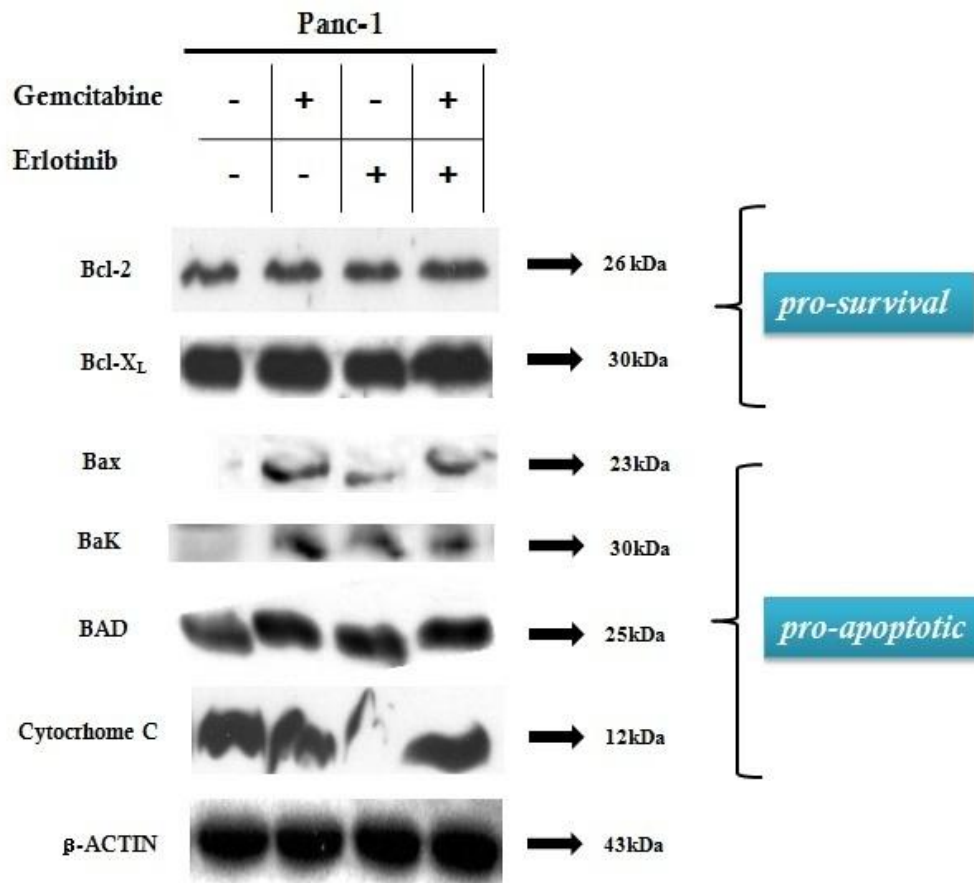 Panc-1
Gemcitabine - + - +
Erlotinib - - + +
Bcl-2 26 kDa
pro-survival
Bcl-XL 30kDa
Bax 23kDa
BaK 30kDa
BAD 25kDa
pro-apoptotic
Cytocrhome C 12kDa
β-ACTIN 43kDa